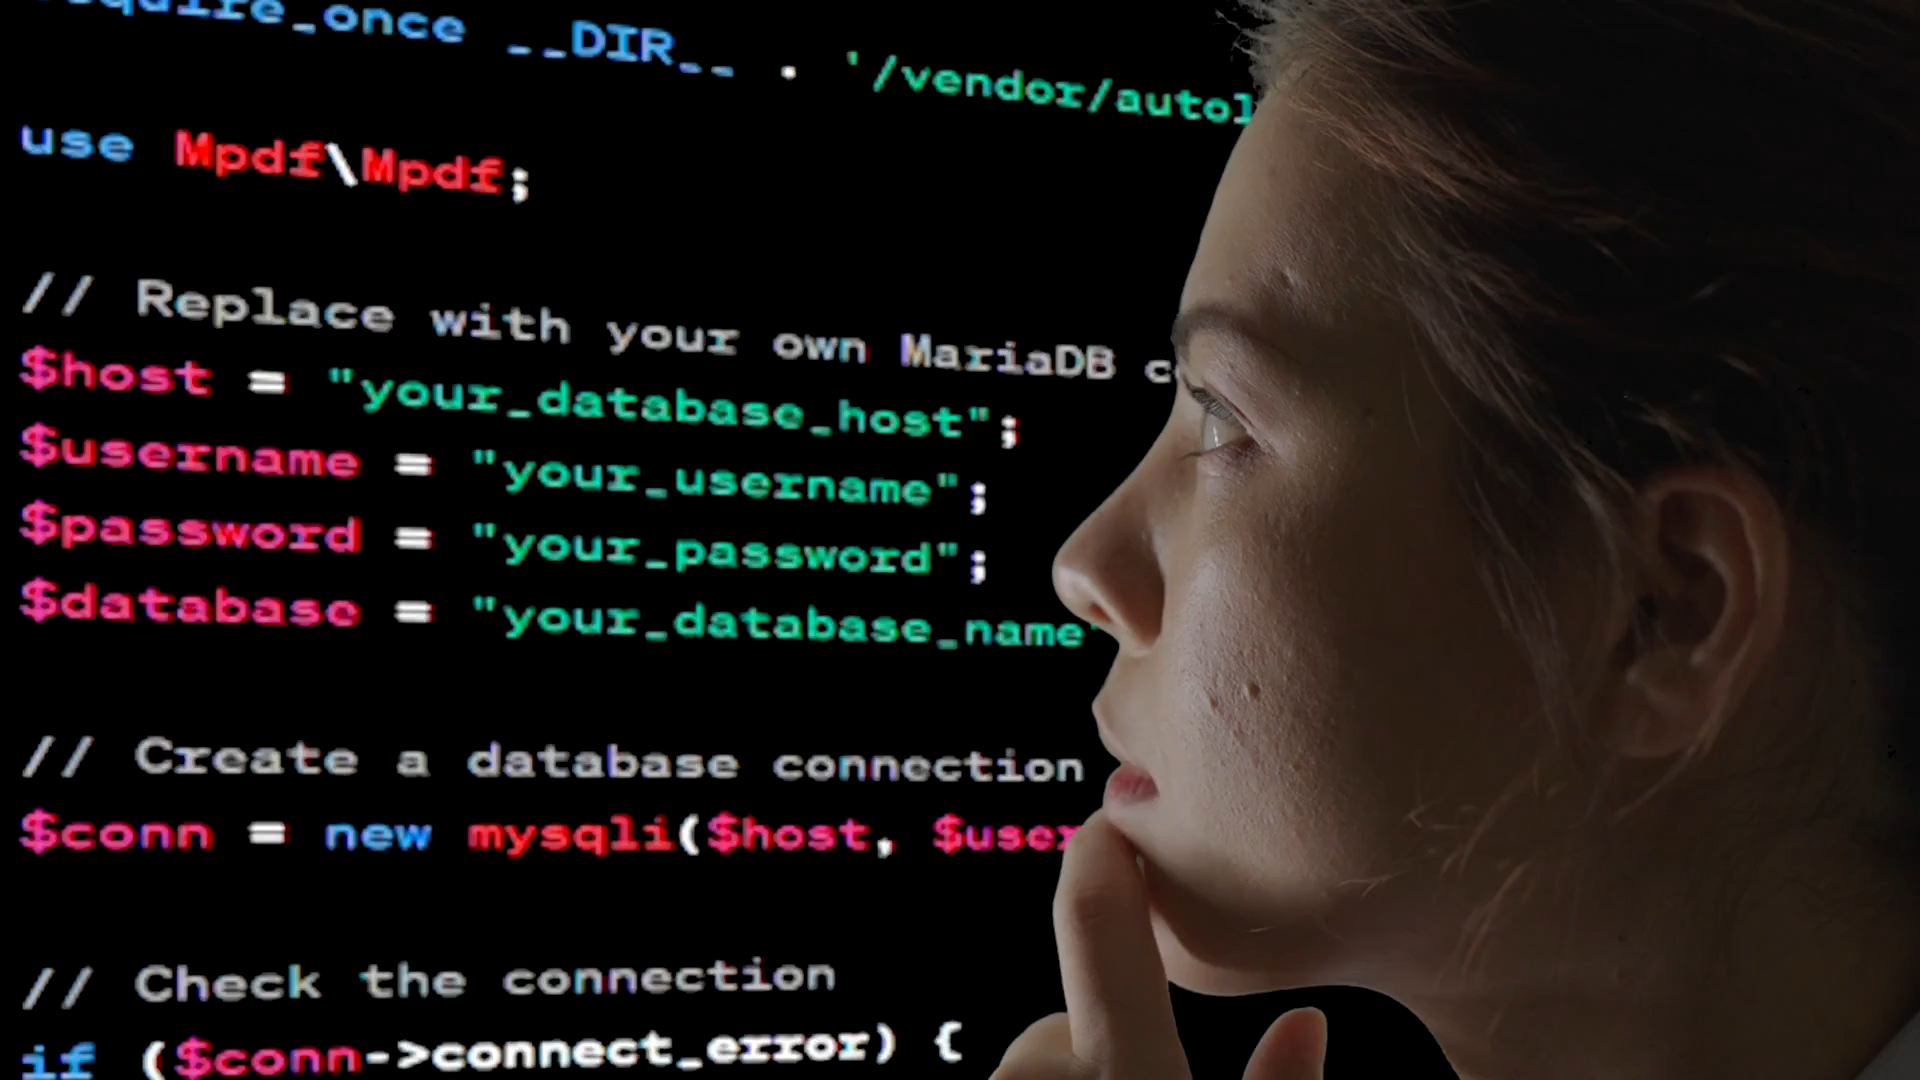 require_once __DIR__ . '/vendor/autol
use Mpdf\Mpdf;
// Replace with your own MariaDB c
$host = "your_database_host";
$username = "your_username";
$password = "your_password";
$database = "your_database_name"
// Create a database connection
$conn = new mysqli($host, $user
// Check the connection
if ($conn->connect_error) {